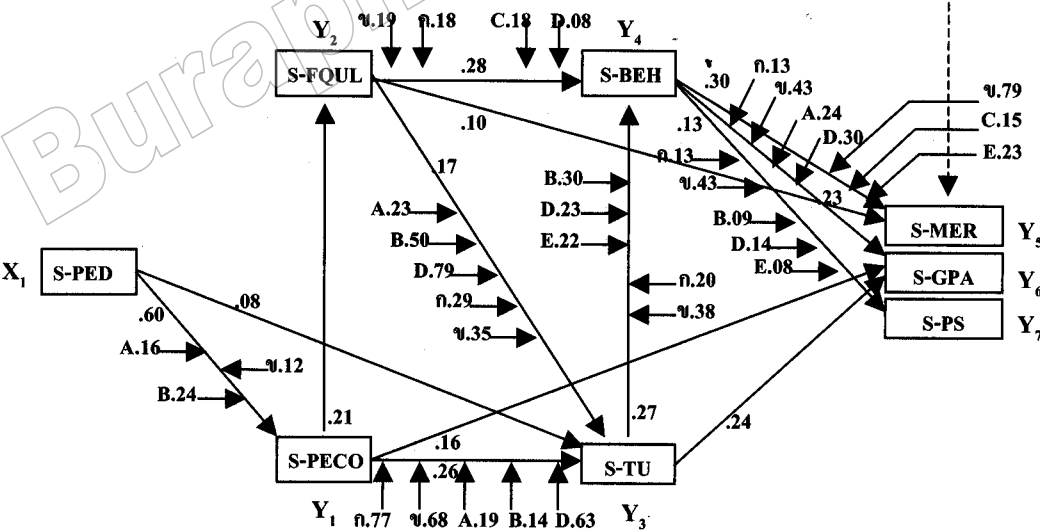 Burap
Y2
ข.19 ก.18 C.18 D.08
Y4
S-FQUL
.28
S-BEH
ข
.30
ก.13
ข.43
A.24
D.30
ข.79
C.15
E.23
.10
.13
ก.13
ข.43
.17
B.30
D.23
E.22
A.23
B.50
D.79
ก.29
ข.35
.23
B.09
D.14
E.08
S-MER Y5
X1 S-PED
S-GPA Y6
S-PS Y7
.60
.08
ก.20
ข.38
A.16
ข.12
B.24
.21
.27
.24
.16
S-PECO
.26
S-TU
Y1
ก.77 ข.68 A.19 B.14 D.63
Y3